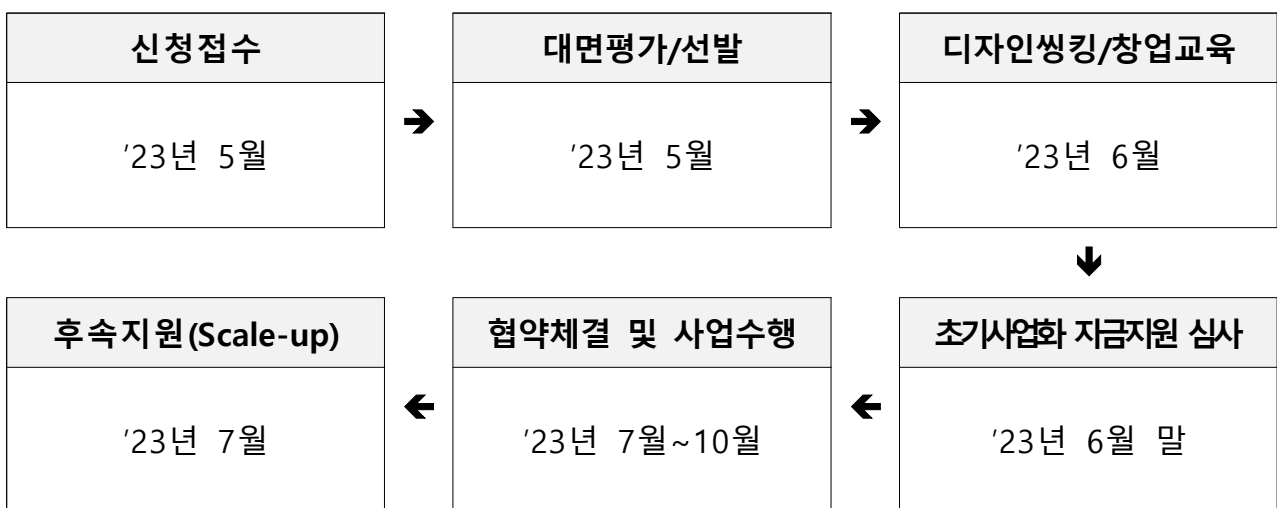 신청접수
'23년 5월
대면평가/선발
'23년 5월
디자인씽킹/창업교육
'23년 6월
초기사업화 자금지원 심사
'23년 6월 말
협약체결 및 사업수행
'23년 7월~10월
후속지원(Scale-up)
'23년 7월